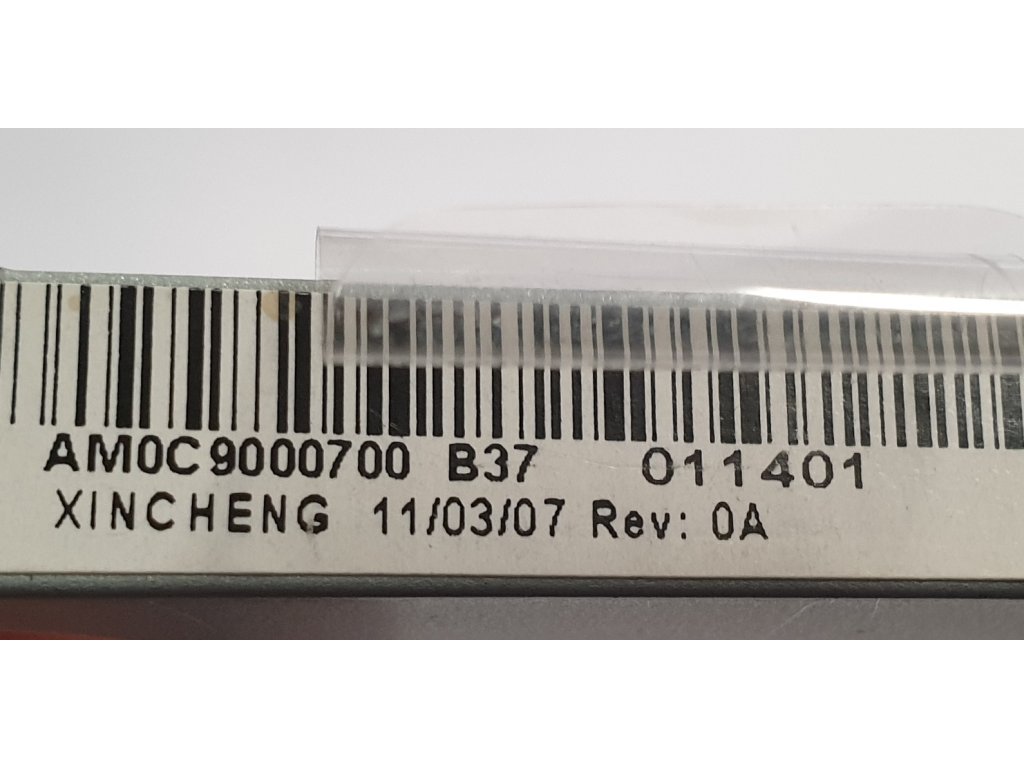 AM0C9000700 B37 011401
XINCHENG 11/03/07 Rev: 0A